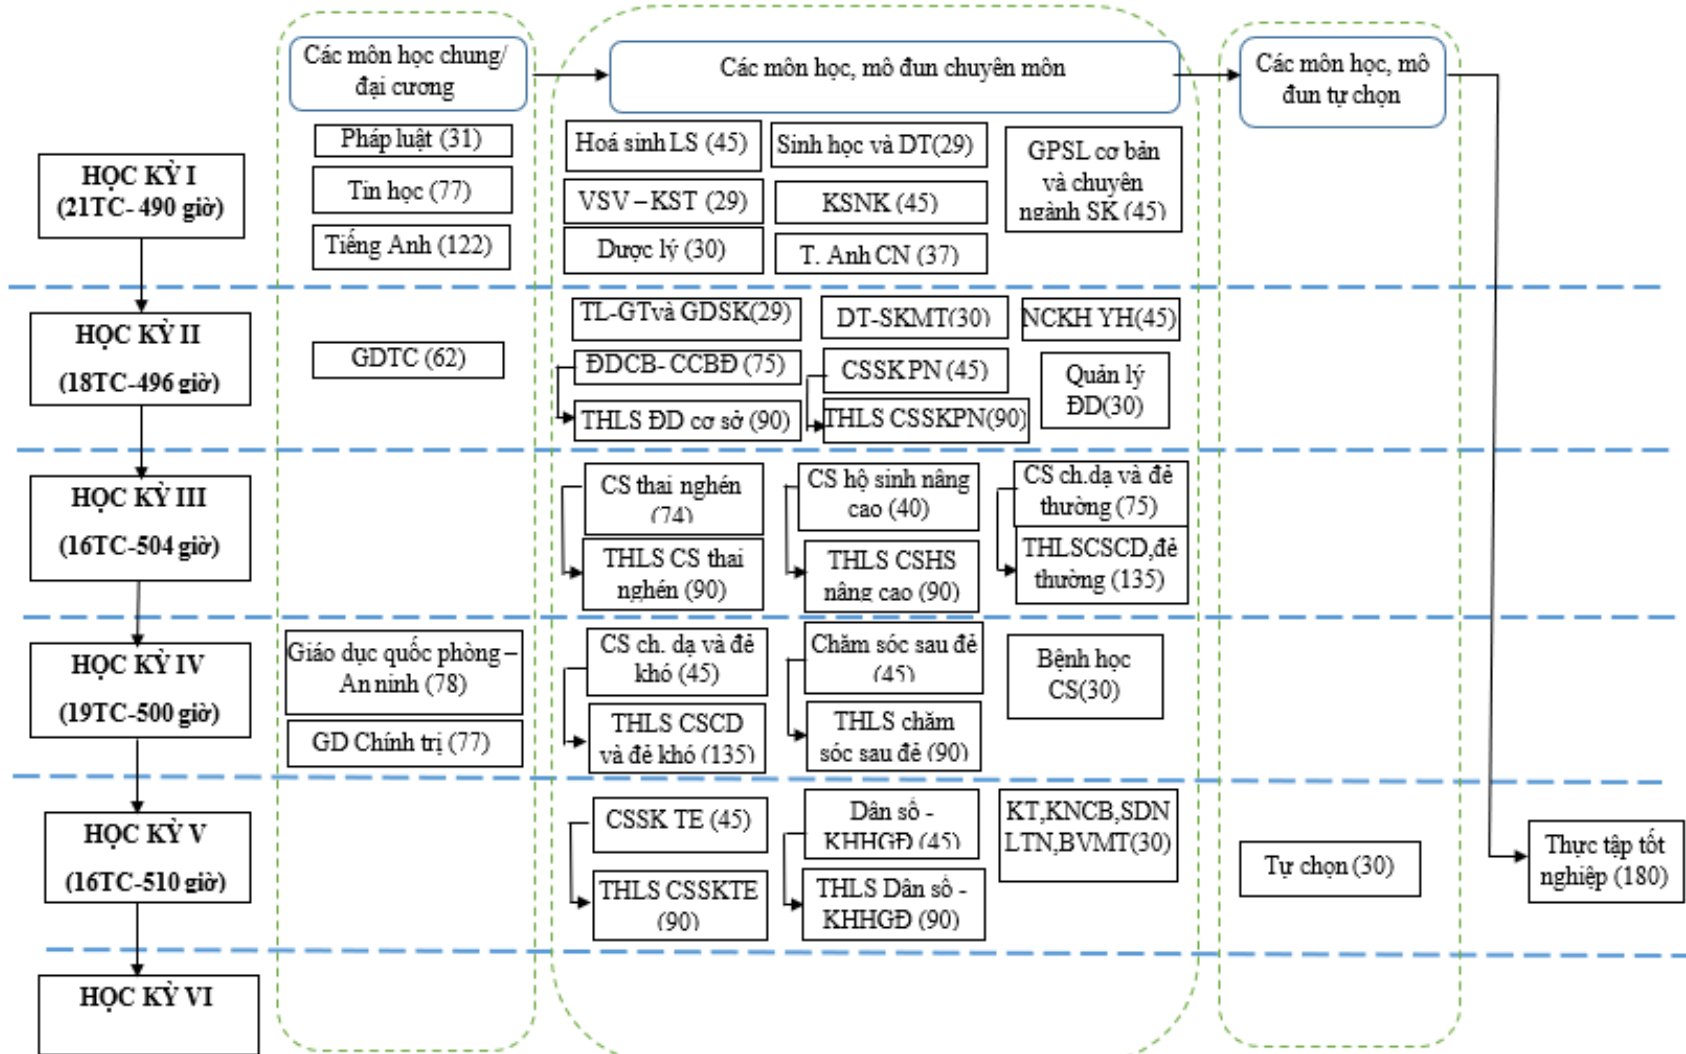 Các môn học chung/
đại cương
Các môn học, mô đun chuyên môn
Các môn học, mô
đun tự chọn
HỌC KỲ I
(21TC- 490 giờ)
Pháp luật (31)
Tin học (77)
Tiếng Anh (122)
Hoá sinh LS (45)
Sinh học và DT(29)
GPSL cơ bản
và chuyên
ngành SK (45)
VSV – KST (29)
KSNK (45)
Dược lý (30)
T. Anh CN (37)
HỌC KỲ II
(18TC-496 giờ)
GDTC (62)
TL-GTvà GDSK(29)
DT-SKMT(30)
NCKH YH(45)
ĐDCB- CCBĐ (75)
CSSKPN (45)
Quản lý
ĐD(30)
THLS ĐD cơ sở (90)
THLS CSSKPN(90)
HỌC KỲ III
(16TC-504 giờ)
CS thai nghén
(74)
CS hộ sinh nâng
cao (40)
CS ch.dạ và đẻ
thường (75)
THLS CS thai
nghén (90)
THLS CSHS
nâng cao (90)
THLSCSCD,đẻ
thường (135)
HỌC KỲ IV
(19TC-500 giờ)
Giáo dục quốc phòng –
An ninh (78)
GD Chính trị (77)
CS ch. dạ và đẻ
khó (45)
Chăm sóc sau đẻ
(45)
Bệnh học
CS(30)
THLS CSCD
và đẻ khó (135)
THLS chăm
sóc sau đẻ (90)
HỌC KỲ V
(16TC-510 giờ)
CSSK TE (45)
Dân số -
KHHGĐ (45)
KT,KNCB,SDN
LTN,BVMT(30)
THLS CSSKTE
(90)
THLS Dân số -
KHHGĐ (90)
Tự chọn (30)
Thực tập tốt
nghiệp (180)
HỌC KỲ VI